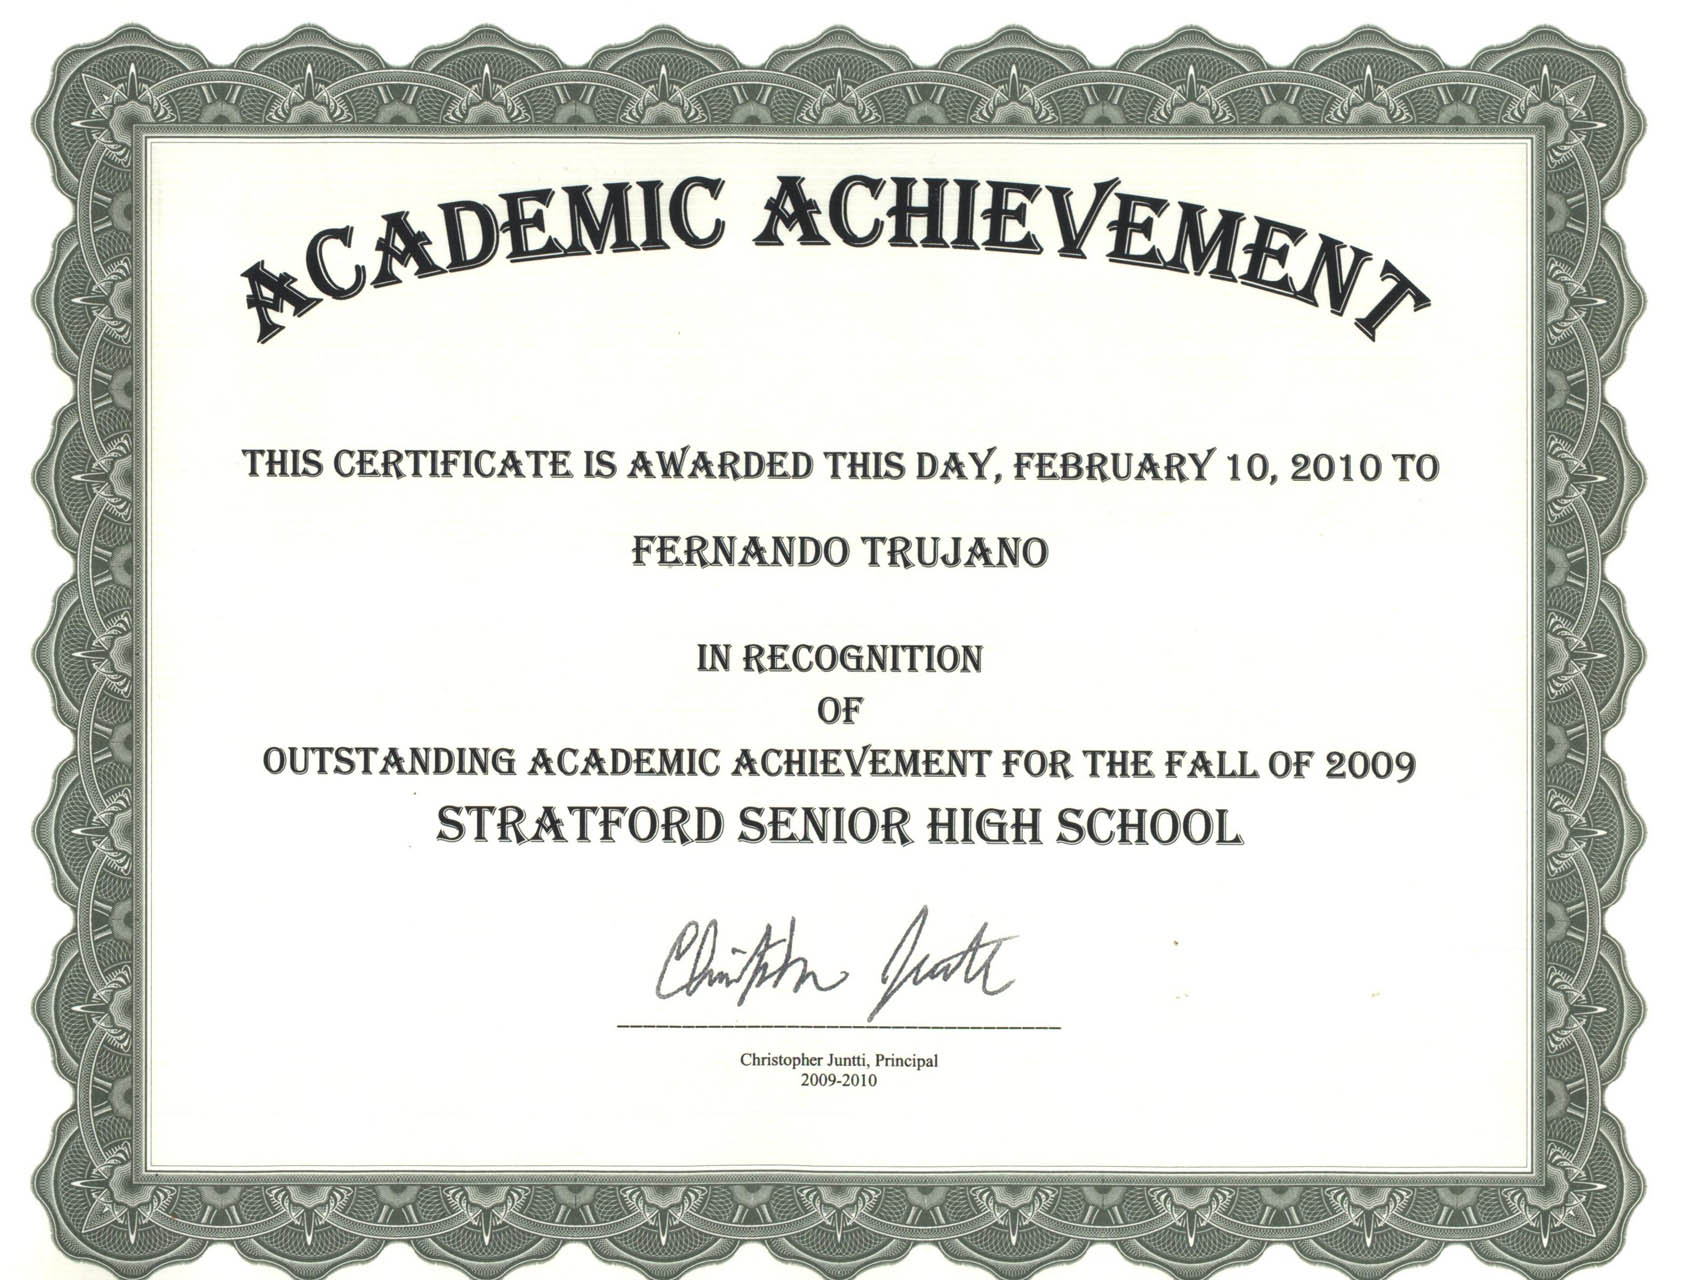 ACADEMIC ACHIEVEMENT
THIS CERTIFICATE IS AWARDED THIS DAY, FEBRUARY 10, 2010 TO
FERNANDO TRUJANO
IN RECOGNITION
OF
OUTSTANDING ACADEMIC ACHIEVEMENT FOR THE FALL OF 2009
STRATFORD SENIOR HIGH SCHOOL
Christopher Juntti
Christopher Juntti, Principal
2009-2010